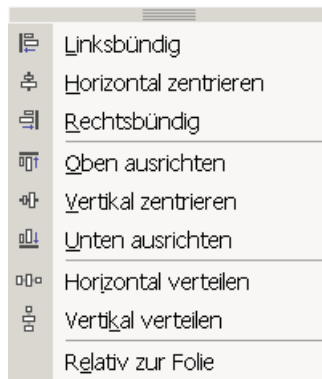 Linksbündig
Horizontal zentrieren
Rechtsbündig
Oben ausrichten
Vertikal zentrieren
Unten ausrichten
Horizontal verteilen
Vertikal verteilen
Relativ zur Folie